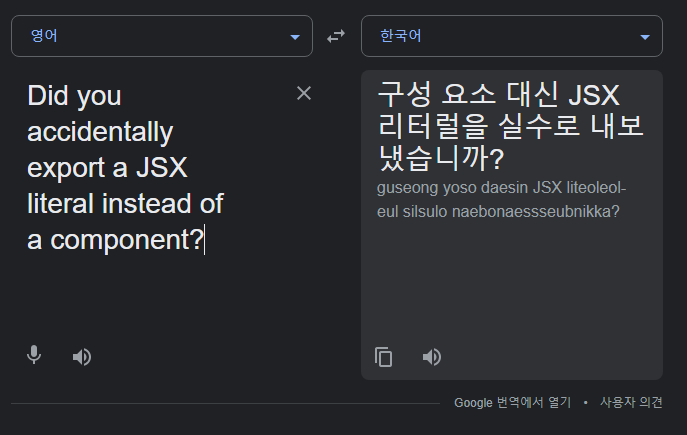 영어
한국어
Did you
accidentally
export a JSX
literal instead of
a component?
구성 요소 대신 JSX
리터럴을 실수로 내보
냈습니까?
guseong yoso daesin JSX liteoleol-
eul silsulo naebonaessseubnikka?
Google 번역에서 열기 • 사용자 의견